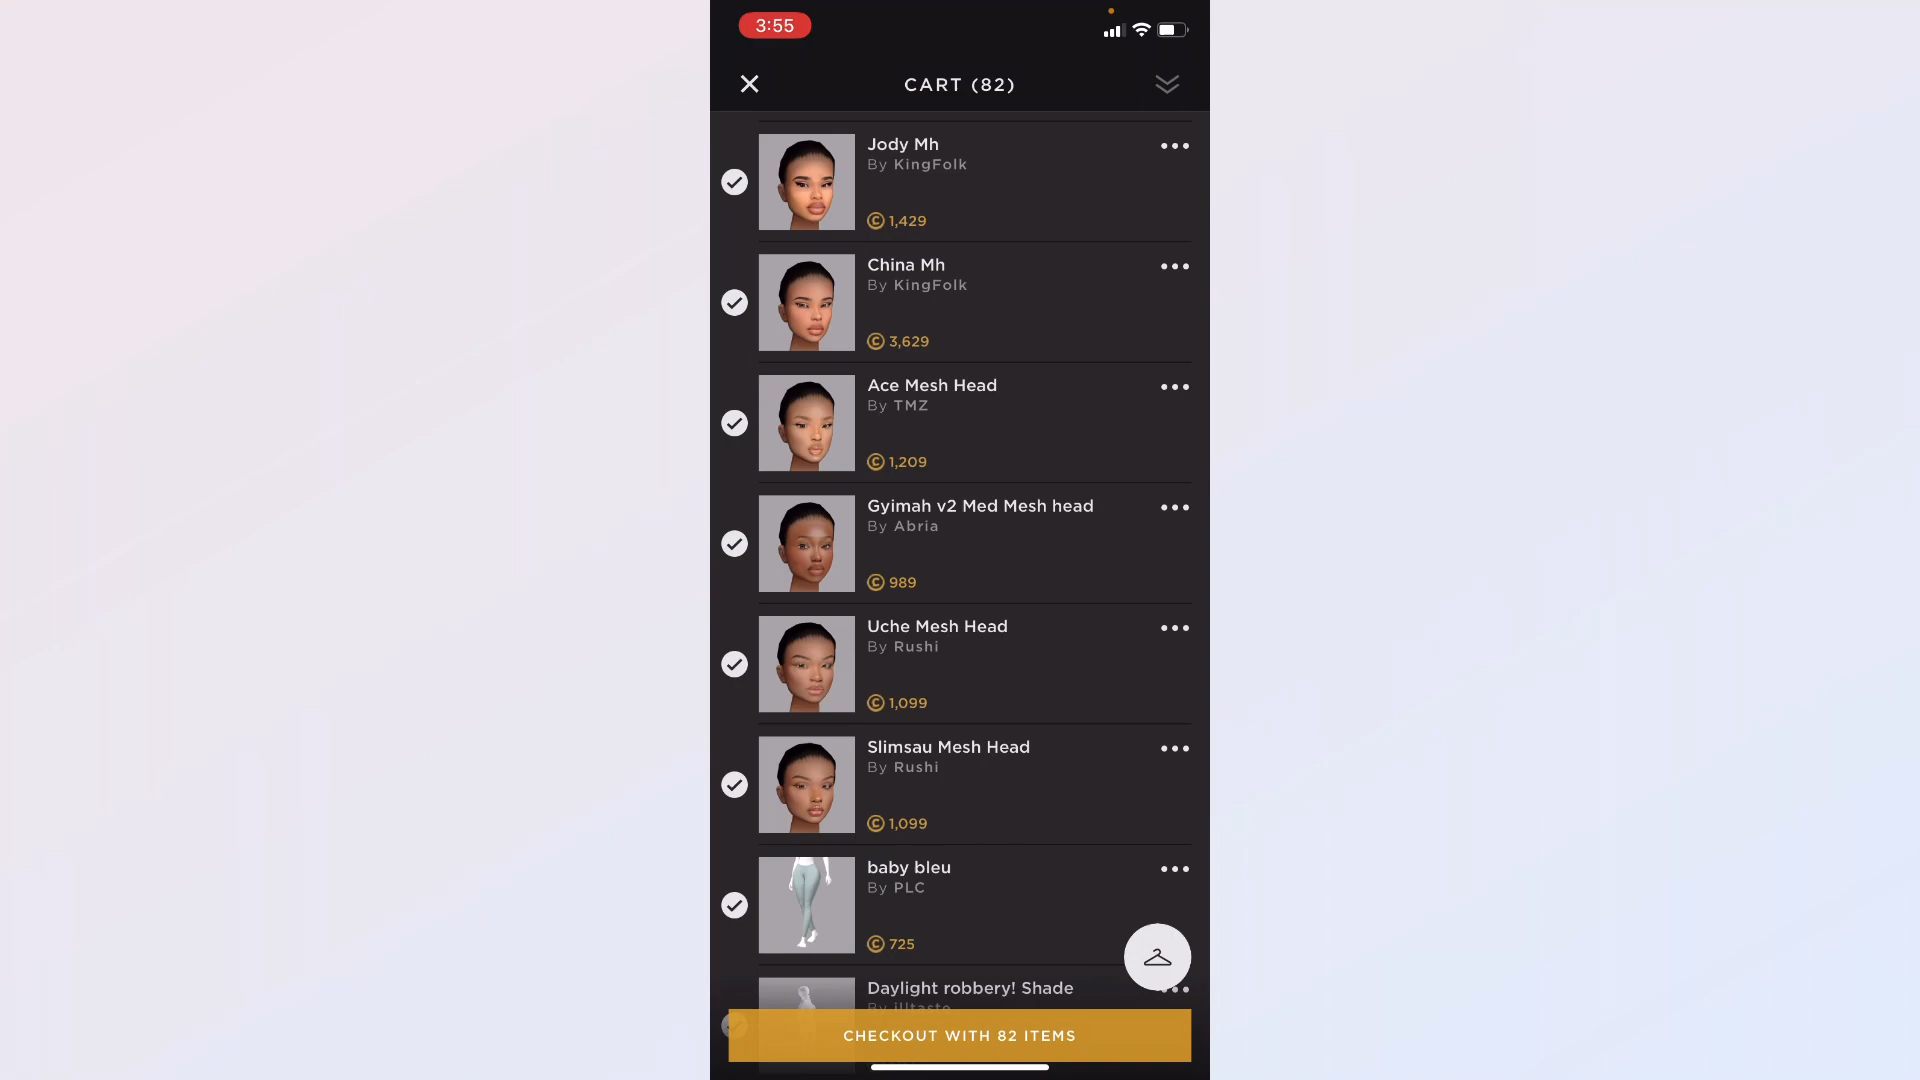 3:55
CART (82)
Jody Mh
By KingFolk
1,429
China Mh
By KingFolk
3,629
Ace Mesh Head
By TMZ
1,209
Gyimah v2 Med Mesh head
By Abria
989
Uche Mesh Head
By Rushi
1,099
Slimsau Mesh Head
By Rushi
1,099
baby bleu
By PLC
725
Daylight robbery! Shade
By illtaste
CHECKOUT WITH 82 ITEMS